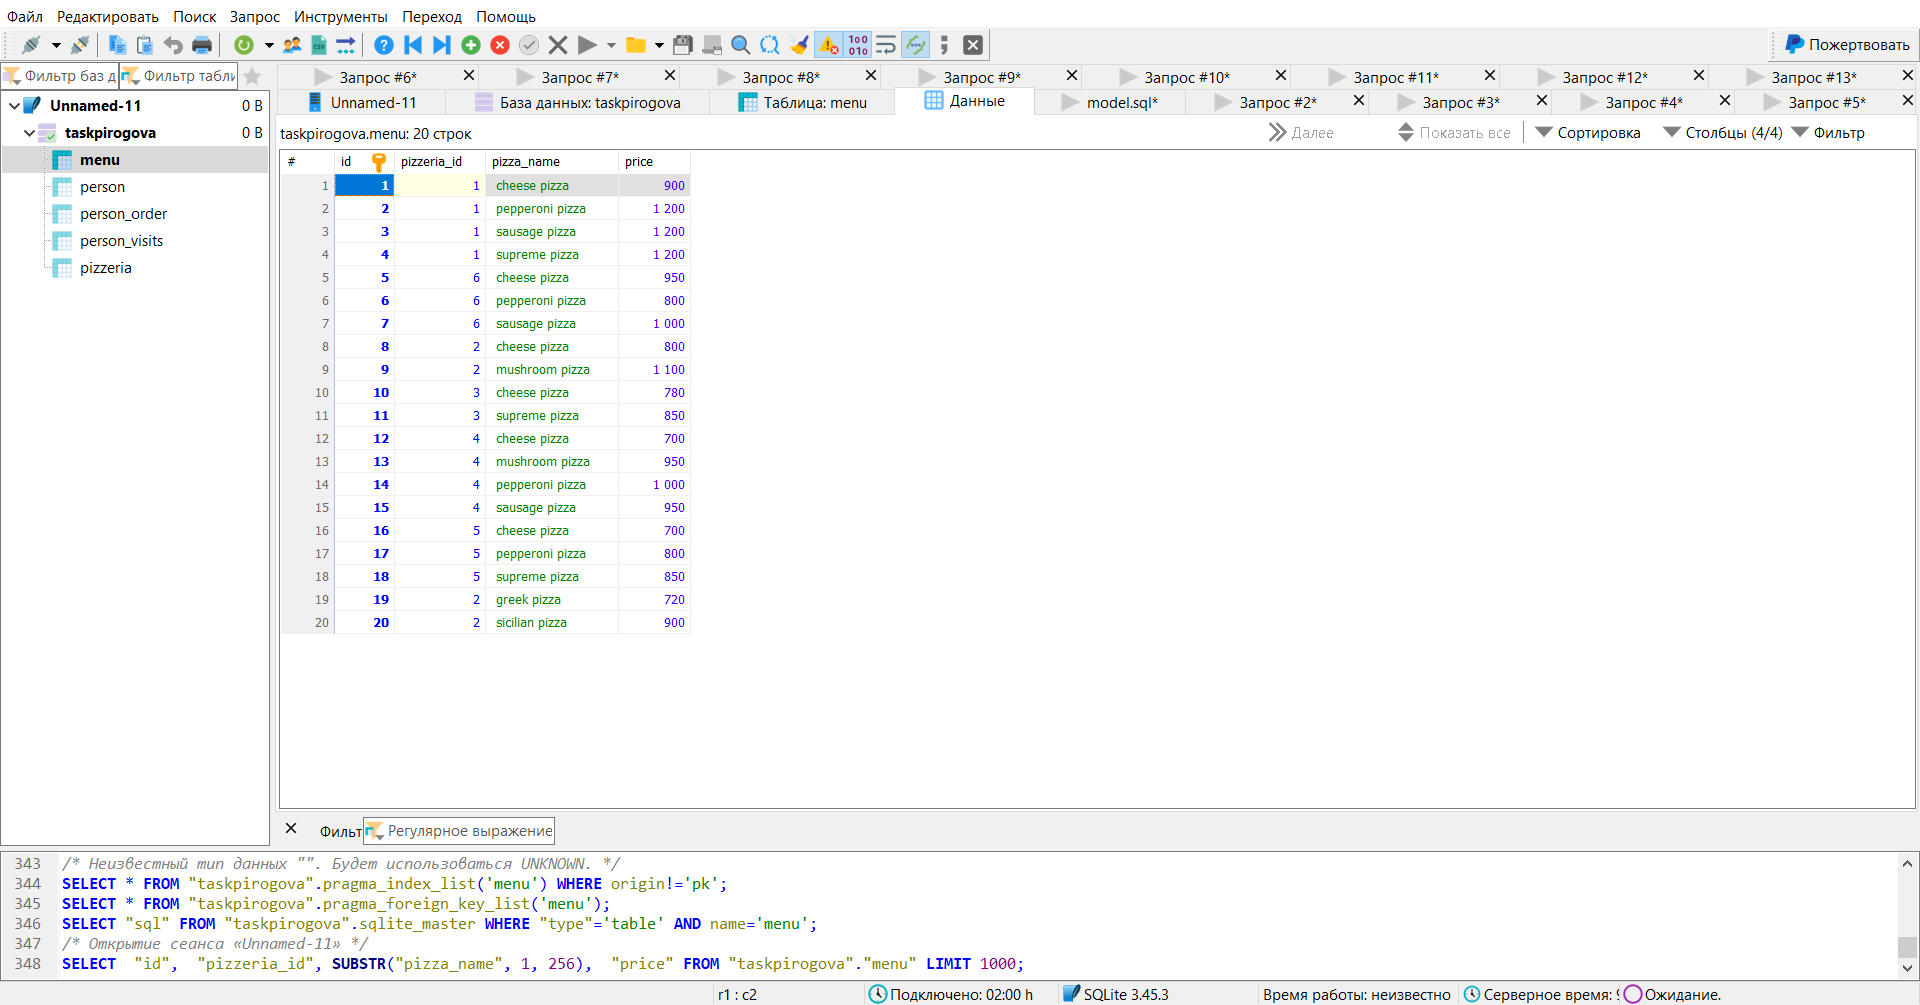 Файл Редактировать Поиск Запрос Инструменты Переход Помощь
Пожертвовать
Фильтр баз д Фильтр табли
Запрос #6* Запрос #7* Запрос #8* Запрос #9* Запрос #10* Запрос #11* Запрос #12* Запрос #13*
Unnamed-11 База данных: taskpirogova Таблица: menu Данные model.sql* Запрос #2* Запрос #3* Запрос #4* Запрос #5*
Unnamed-11 0 B
taskpirogova 0 B
menu
person
person_order
person_visits
pizzeria
taskpirogova.menu: 20 строк Далее Показать все Сортировка Столбцы (4/4) Фильтр
# id pizzeria_id pizza_name price
1 1 1 cheese pizza 900
2 2 1 pepperoni pizza 1 200
3 3 1 sausage pizza 1 200
4 4 1 supreme pizza 1 200
5 5 6 cheese pizza 950
6 6 6 pepperoni pizza 800
7 7 6 sausage pizza 1 000
8 8 2 cheese pizza 800
9 9 2 mushroom pizza 1 100
10 10 3 cheese pizza 780
11 11 3 supreme pizza 850
12 12 4 cheese pizza 700
13 13 4 mushroom pizza 950
14 14 4 pepperoni pizza 1 000
15 15 4 sausage pizza 950
16 16 5 cheese pizza 700
17 17 5 pepperoni pizza 800
18 18 5 supreme pizza 850
19 19 2 greek pizza 720
20 20 2 sicilian pizza 900
Фильт Регулярное выражение
343 /* Неизвестный тип данных "". Будет использоваться UNKNOWN. */
344 SELECT * FROM "taskpirogova".pragma_index_list('menu') WHERE origin!='pk';
345 SELECT * FROM "taskpirogova".pragma_foreign_key_list('menu');
346 SELECT "sql" FROM "taskpirogova".sqlite_master WHERE "type"='table' AND name='menu';
347 /* Открытие сеанса «Unnamed-11» */
348 SELECT "id", "pizzeria_id", SUBSTR("pizza_name", 1, 256), "price" FROM "taskpirogova"."menu" LIMIT 1000;
r1 : c2 Подключено: 02:00 h SQLite 3.45.3 Время работы: неизвестно Серверное время: Ожидание.